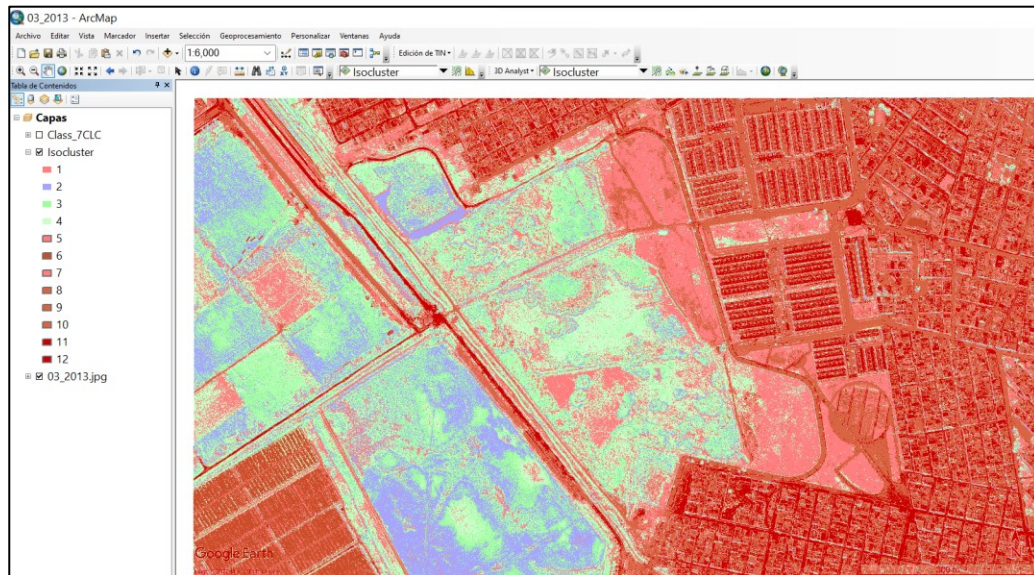 03_2013 - ArcMap
Archivo Editar Vista Marcador Insertar Selección Geoprocesamiento Personalizar Ventanas Ayuda
1:6,000 Edición de TIN
Isocluster 3D Analyst Isocluster
Tabla de Contenidos
Capas
Class_7CLC
Isocluster
1
2
3
4
5
6
7
8
9
10
11
12
03_2013.jpg
Google Earth